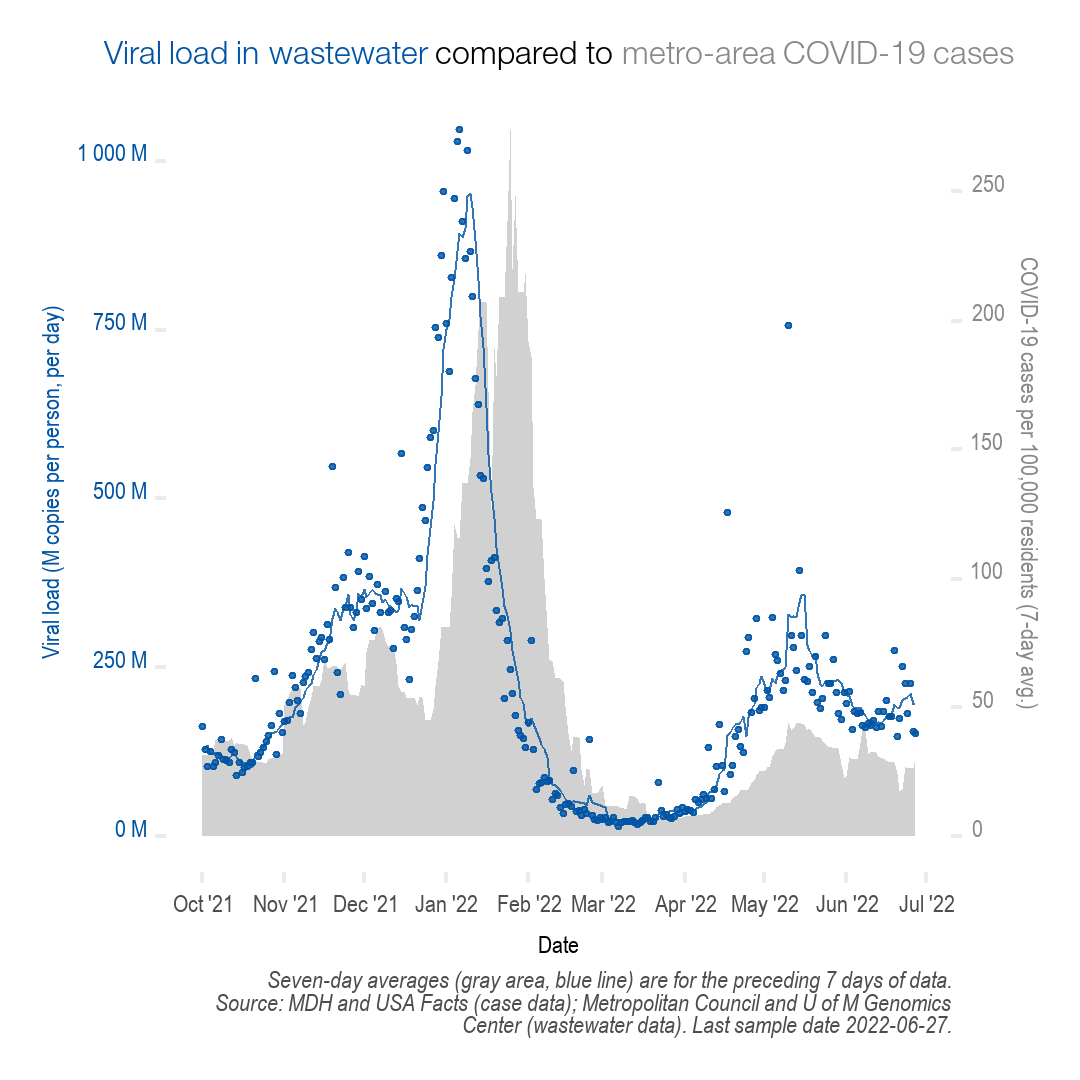 Viral load in wastewater compared to metro-area COVID-19 cases
1 000 M
750 M
500 M
250 M
0 M
Viral load (M copies per person, per day)
250
200
150
100
50
0
COVID-19 cases per 100,000 residents (7-day avg.)
Oct '21 Nov '21 Dec '21 Jan '22 Feb '22 Mar '22 Apr '22 May '22 Jun '22 Jul '22
Date
Seven-day averages (gray area, blue line) are for the preceding 7 days of data.
Source: MDH and USA Facts (case data); Metropolitan Council and U of M Genomics
Center (wastewater data). Last sample date 2022-06-27.